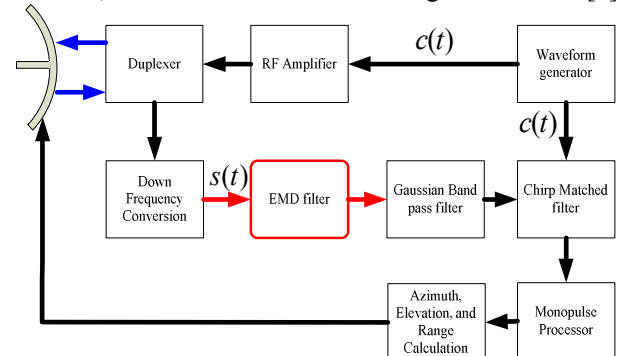 c(t)
Duplexer
RF Amplifier
Waveform
generator
c(t)
s(t)
Down
Frequency
Conversion
EMD filter
Gaussian Band
pass filter
Chirp Matched
filter
Azimuth,
Elevation, and
Range
Calculation
Monopulse
Processor